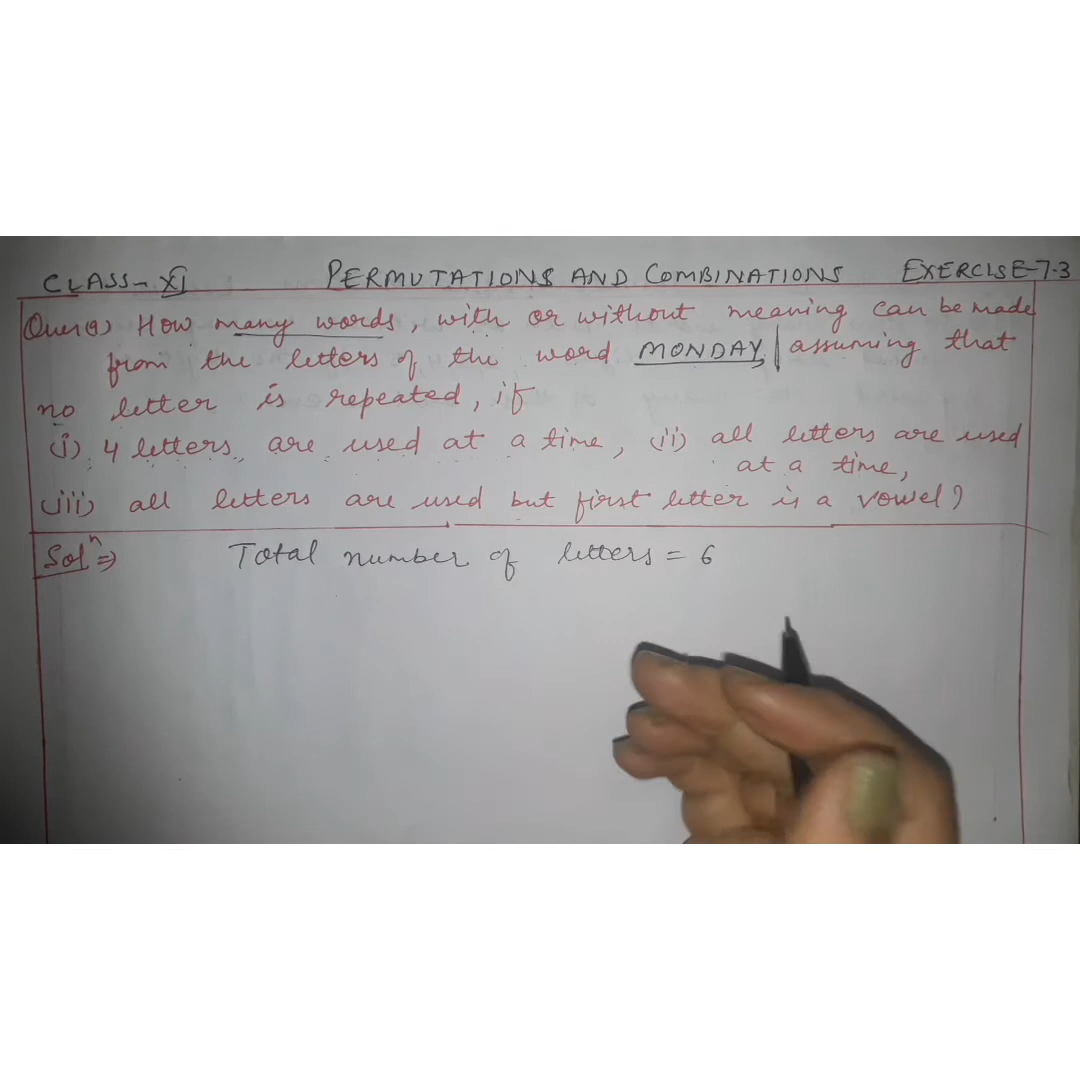 CLASS-XI PERMUTATIONS AND COMBINATIONS EXERCISE-7.3
Ques(9) How many words, with or without meaning can be made
from the letters of the word MONDAY, assuming that
no letter is repeated, if
(i) 4 letters are used at a time, (ii) all letters are used
at a time,
(iii) all letters are used but first letter is a vowel?
Solⁿ⇒ Total number of letters = 6